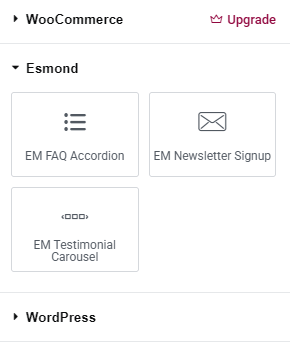 WooCommerce Upgrade
Esmond
EM FAQ Accordion EM Newsletter Signup
EM Testimonial
Carousel
WordPress